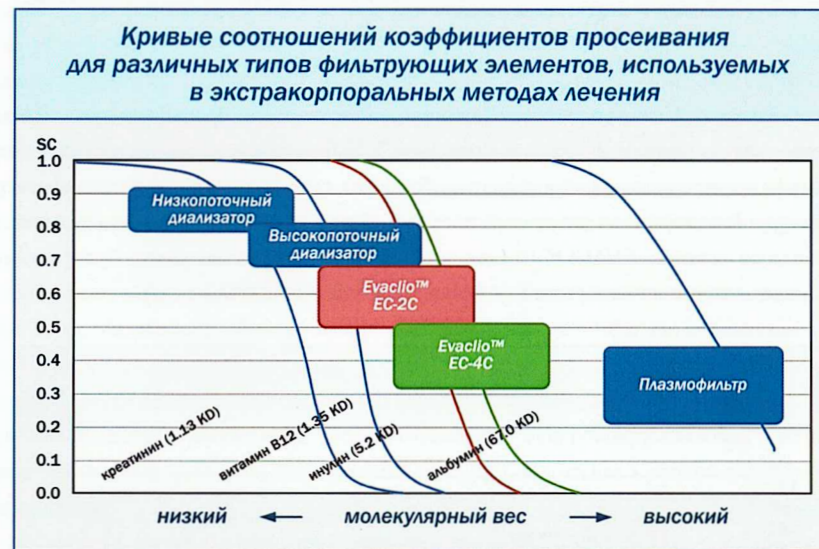 Кривые соотношений коэффициентов просеивания
для различных типов фильтрующих элементов, используемых
в экстракорпоральных методах лечения
SC
1.0
0.9
0.8
0.7
0.6
0.5
0.4
0.3
0.2
0.1
0.0
Низкопоточный
диализатор
Высокопоточный
диализатор
Evaclio™
EC-2C
Evaclio™
EC-4C
Плазмофильтр
креатинин (1.13 KD)
витамин B12 (1.35 KD)
инулин (5.2 KD)
альбумин (67.0 KD)
низкий ← молекулярный вес → высокий